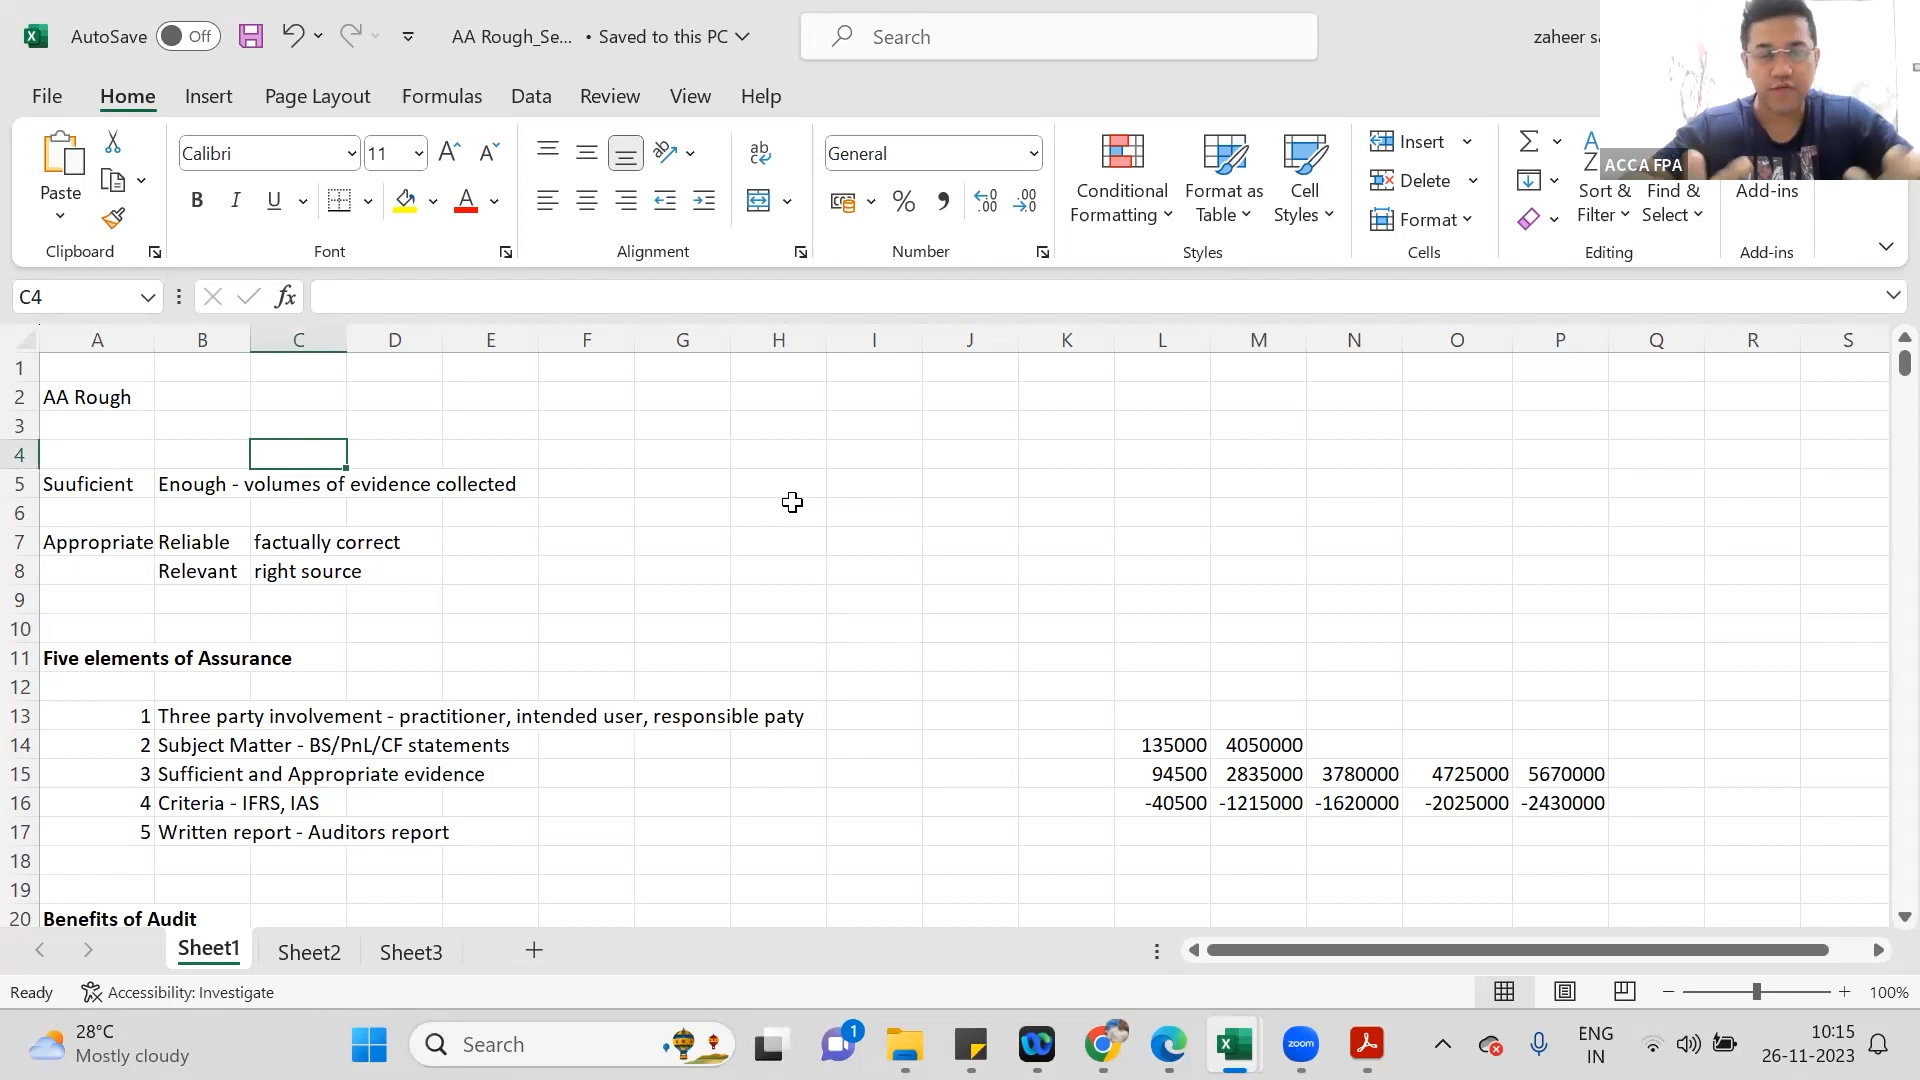 AutoSave Off AA Rough_Se... • Saved to this PC Search zaheer sa
File Home Insert Page Layout Formulas Data Review View Help
Paste
Clipboard
Calibri 11
B I U
Font
Alignment
General
Number
Conditional Formatting
Format as Table
Cell Styles
Styles
Insert
Delete
Format
Cells
Sort & Filter
Find & Select
Editing
Add-ins
Add-ins
ACCA FPA
C4 fx
A B C D E F G H I J K L M N O P Q R S
1
2 AA Rough
3
4
5 Suuficient Enough - volumes of evidence collected
6
7 Appropriate Reliable factually correct
8 Relevant right source
9
10
11 Five elements of Assurance
12
13 1 Three party involvement - practitioner, intended user, responsible paty
14 2 Subject Matter - BS/PnL/CF statements 135000 4050000
15 3 Sufficient and Appropriate evidence 94500 2835000 3780000 4725000 5670000
16 4 Criteria - IFRS, IAS -40500 -1215000 -1620000 -2025000 -2430000
17 5 Written report - Auditors report
18
19
20 Benefits of Audit
Sheet1 Sheet2 Sheet3
Ready Accessibility: Investigate 100%
28°C
Mostly cloudy
Search
1
zoom
ENG
IN
10:15
26-11-2023